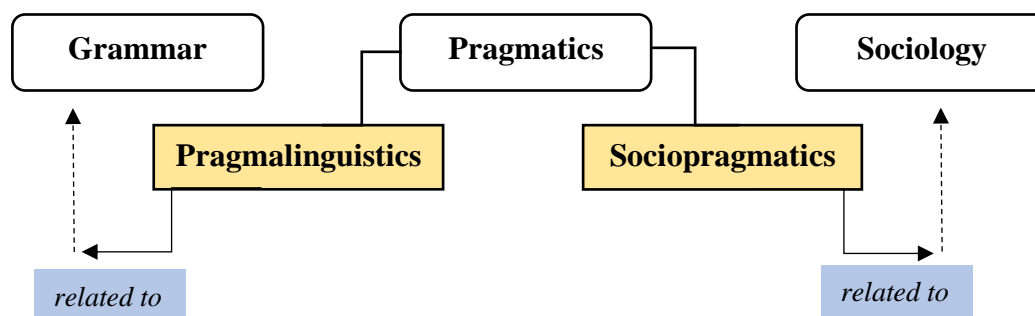 Grammar
Pragmatics
Sociology
Pragmalinguistics
Sociopragmatics
related to
related to